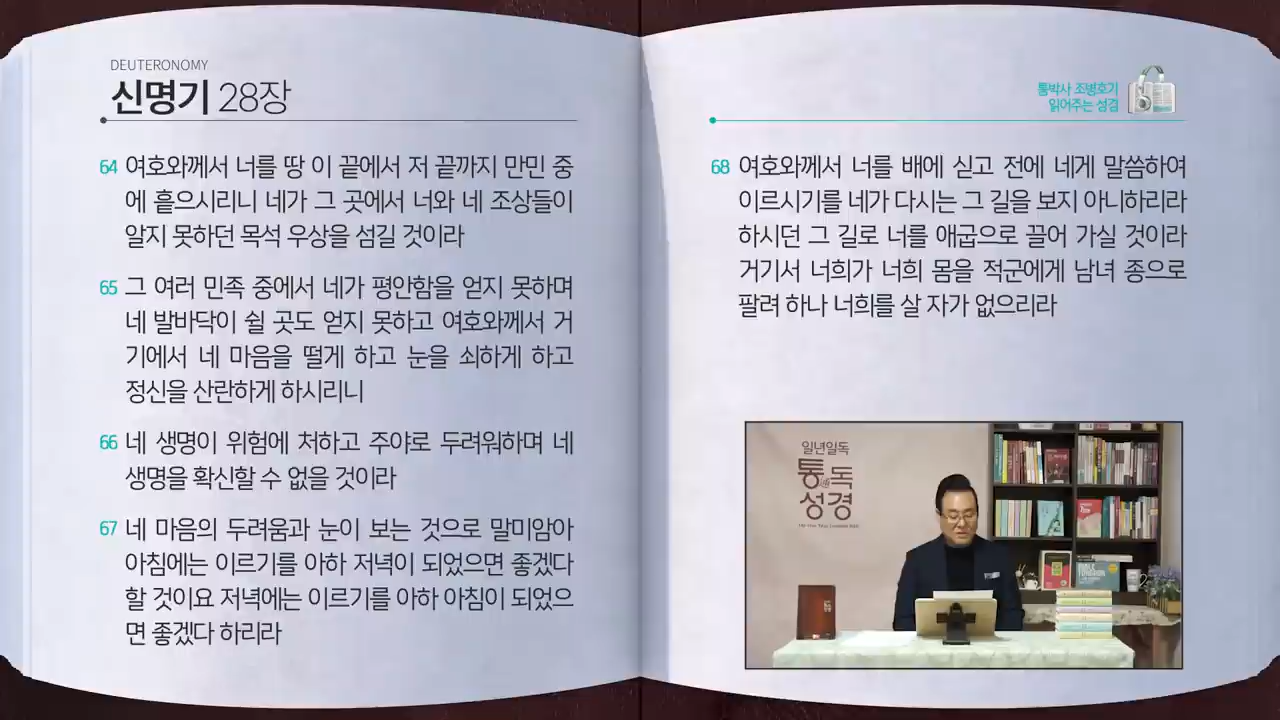 DEUTERONOMY
신명기 28장
통박사 조병호기
읽어주는 성경
64 여호와께서 너를 땅 이 끝에서 저 끝까지 만민 중
에 흩으시리니 네가 그 곳에서 너와 네 조상들이
알지 못하던 목석 우상을 섬길 것이라
65 그 여러 민족 중에서 네가 평안함을 얻지 못하며
네 발바닥이 쉴 곳도 얻지 못하고 여호와께서 거
기에서 네 마음을 떨게 하고 눈을 쇠하게 하고
정신을 산란하게 하시리니
66 네 생명이 위험에 처하고 주야로 두려워하며 네
생명을 확신할 수 없을 것이라
67 네 마음의 두려움과 눈이 보는 것으로 말미암아
아침에는 이르기를 아하 저녁이 되었으면 좋겠다
할 것이요 저녁에는 이르기를 아하 아침이 되었으
면 좋겠다 하리라
68 여호와께서 너를 배에 싣고 전에 네게 말씀하여
이르시기를 네가 다시는 그 길을 보지 아니하리라
하시던 그 길로 너를 애굽으로 끌어 가실 것이라
거기서 너희가 너희 몸을 적군에게 남녀 종으로
팔려 하나 너희를 살 자가 없으리라
일년일독
통독
성경